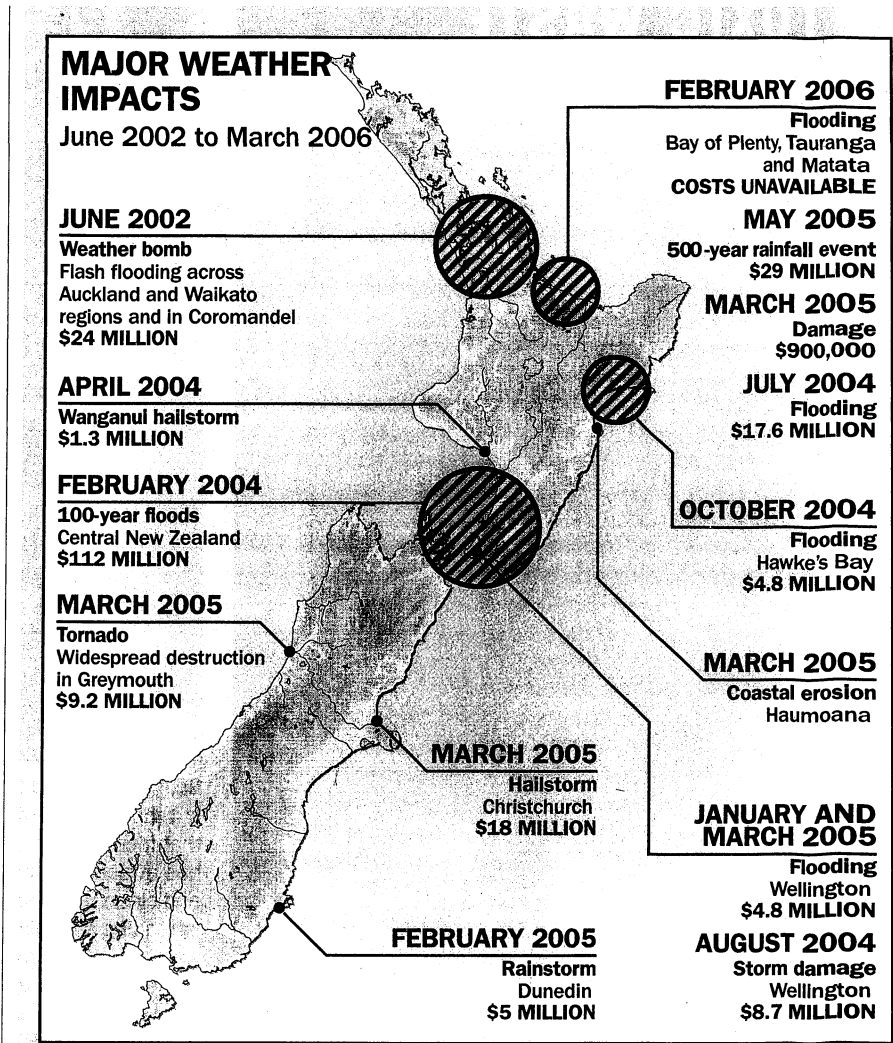 MAJOR WEATHER
IMPACTS
June 2002 to March 2006
JUNE 2002
Weather bomb
Flash flooding across
Auckland and Waikato
regions and in Coromandel
$24 MILLION
APRIL 2004
Wanganui hailstorm
$1.3 MILLION
FEBRUARY 2004
100-year floods
Central New Zealand
$112 MILLION
MARCH 2005
Tornado
Widespread destruction
in Greymouth
$9.2 MILLION
FEBRUARY 2006
Flooding
Bay of Plenty, Tauranga
and Matata
COSTS UNAVAILABLE
MAY 2005
500-year rainfall event
$29 MILLION
MARCH 2005
Damage
$900,000
JULY 2004
Flooding
$17.6 MILLION
OCTOBER 2004
Flooding
Hawke's Bay
$4.8 MILLION
MARCH 2005
Coastal erosion
Haumoana
MARCH 2005
Hailstorm
Christchurch
$18 MILLION
JANUARY AND
MARCH 2005
Flooding
Wellington
$4.8 MILLION
FEBRUARY 2005
Rainstorm
Dunedin
$5 MILLION
AUGUST 2004
Storm damage
Wellington
$8.7 MILLION